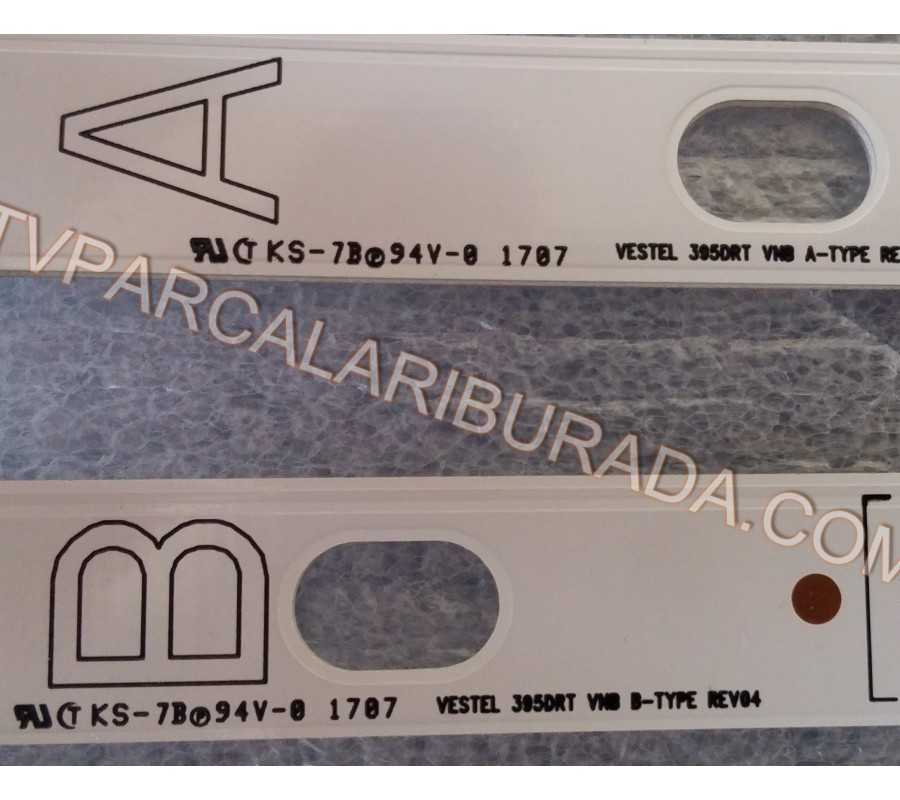 A
KS-7B 94V-0 1707 VESTEL 395DRT VNB A-TYPE RE
TVPARCALARIBURADA.COM
B
KS-7B 94V-0 1707 VESTEL 395DRT VNB B-TYPE REV04